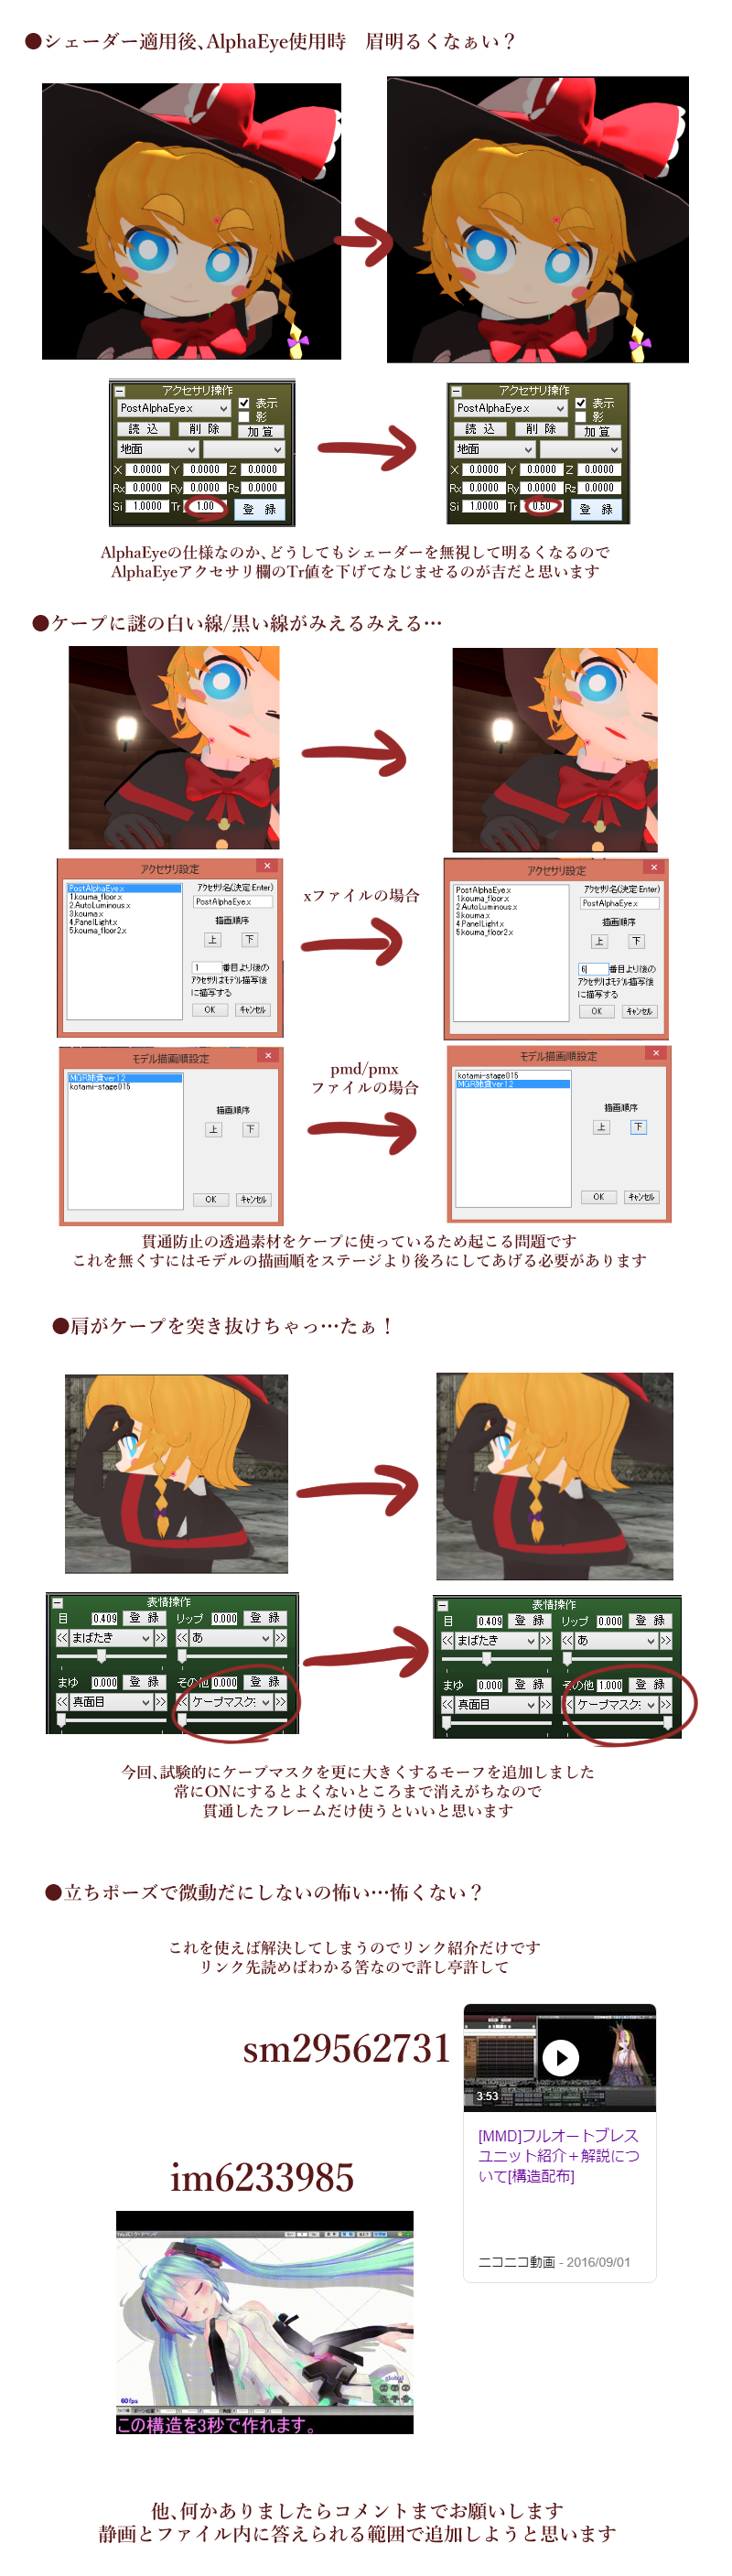 ●シェーダー適用後、AlphaEye使用時　眉明るくなぁい？
アクセサリ操作
PostAlphaEye.x
表示
影
読 込
削 除
加 算
地面
X 0.0000 Y 0.0000 Z 0.0000
Rx 0.0000 Ry 0.0000 Rz 0.0000
Si 1.0000 Tr 1.00 登 録
アクセサリ操作
PostAlphaEye.x
表示
影
読 込
削 除
加 算
地面
X 0.0000 Y 0.0000 Z 0.0000
Rx 0.0000 Ry 0.0000 Rz 0.0000
Si 1.0000 Tr 0.50 登 録
AlphaEyeの仕様なのか、どうしてもシェーダーを無視して明るくなるので
AlphaEyeアクセサリ欄のTr値を下げてなじませるのが吉だと思います
●ケープに謎の白い線/黒い線がみえるみえる…
アクセサリ設定
PostAlphaEye.x
1.kouma_floor.x
2.AutoLuminous.x
3.kouma.x
4.PanelLight.x
5.kouma_floor2.x
アクセサリ名(決定:Enter)
PostAlphaEye.x
描画順序
上
下
1 番目より後の
アクセサリはモデル描写後
に描写する
OK
キャンセル
xファイルの場合
アクセサリ設定
PostAlphaEye.x
1.kouma_floor.x
2.AutoLuminous.x
3.kouma.x
4.PanelLight.x
5.kouma_floor2.x
アクセサリ名(決定:Enter)
PostAlphaEye.x
描画順序
上
下
6 番目より後の
アクセサリはモデル描写後
に描写する
OK
キャンセル
モデル描画順設定
kotami-stage015
描画順序
上
下
OK
キャンセル
pmd/pmx
ファイルの場合
モデル描画順設定
kotami-stage015
描画順序
上
下
OK
キャンセル
貫通防止の透過素材をケープに使っているため起こる問題です
これを無くすにはモデルの描画順をステージより後ろにしてあげる必要があります
●肩がケープを突き抜けちゃっ…たぁ！
表情操作
目 0.409 登 録 リップ 0.000 登 録
まばたき
あ
まゆ 0.000 登 録 その他 0.000 登 録
真面目
ケープマスク
表情操作
目 0.409 登 録 リップ 0.000 登 録
まばたき
あ
まゆ 0.000 登 録 その他 1.000 登 録
真面目
ケープマスク
今回、試験的にケープマスクを更に大きくするモーフを追加しました
常にONにするとよくないところまで消えがちなので
貫通したフレームだけ使うといいと思います
●立ちポーズで微動だにしないの怖い…怖くない？
これを使えば解決してしまうのでリンク紹介だけです
リンク先読めばわかる筈なので許し亭許して
sm29562731
3:53
[MMD]フルオートブレス
ユニット紹介＋解説につ
いて[構造配布]
ニコニコ動画 - 2016/09/01
im6233985
global
60 fps
この構造を3秒で作れます。
他、何かありましたらコメントまでお願いします
静画とファイル内に答えられる範囲で追加しようと思います